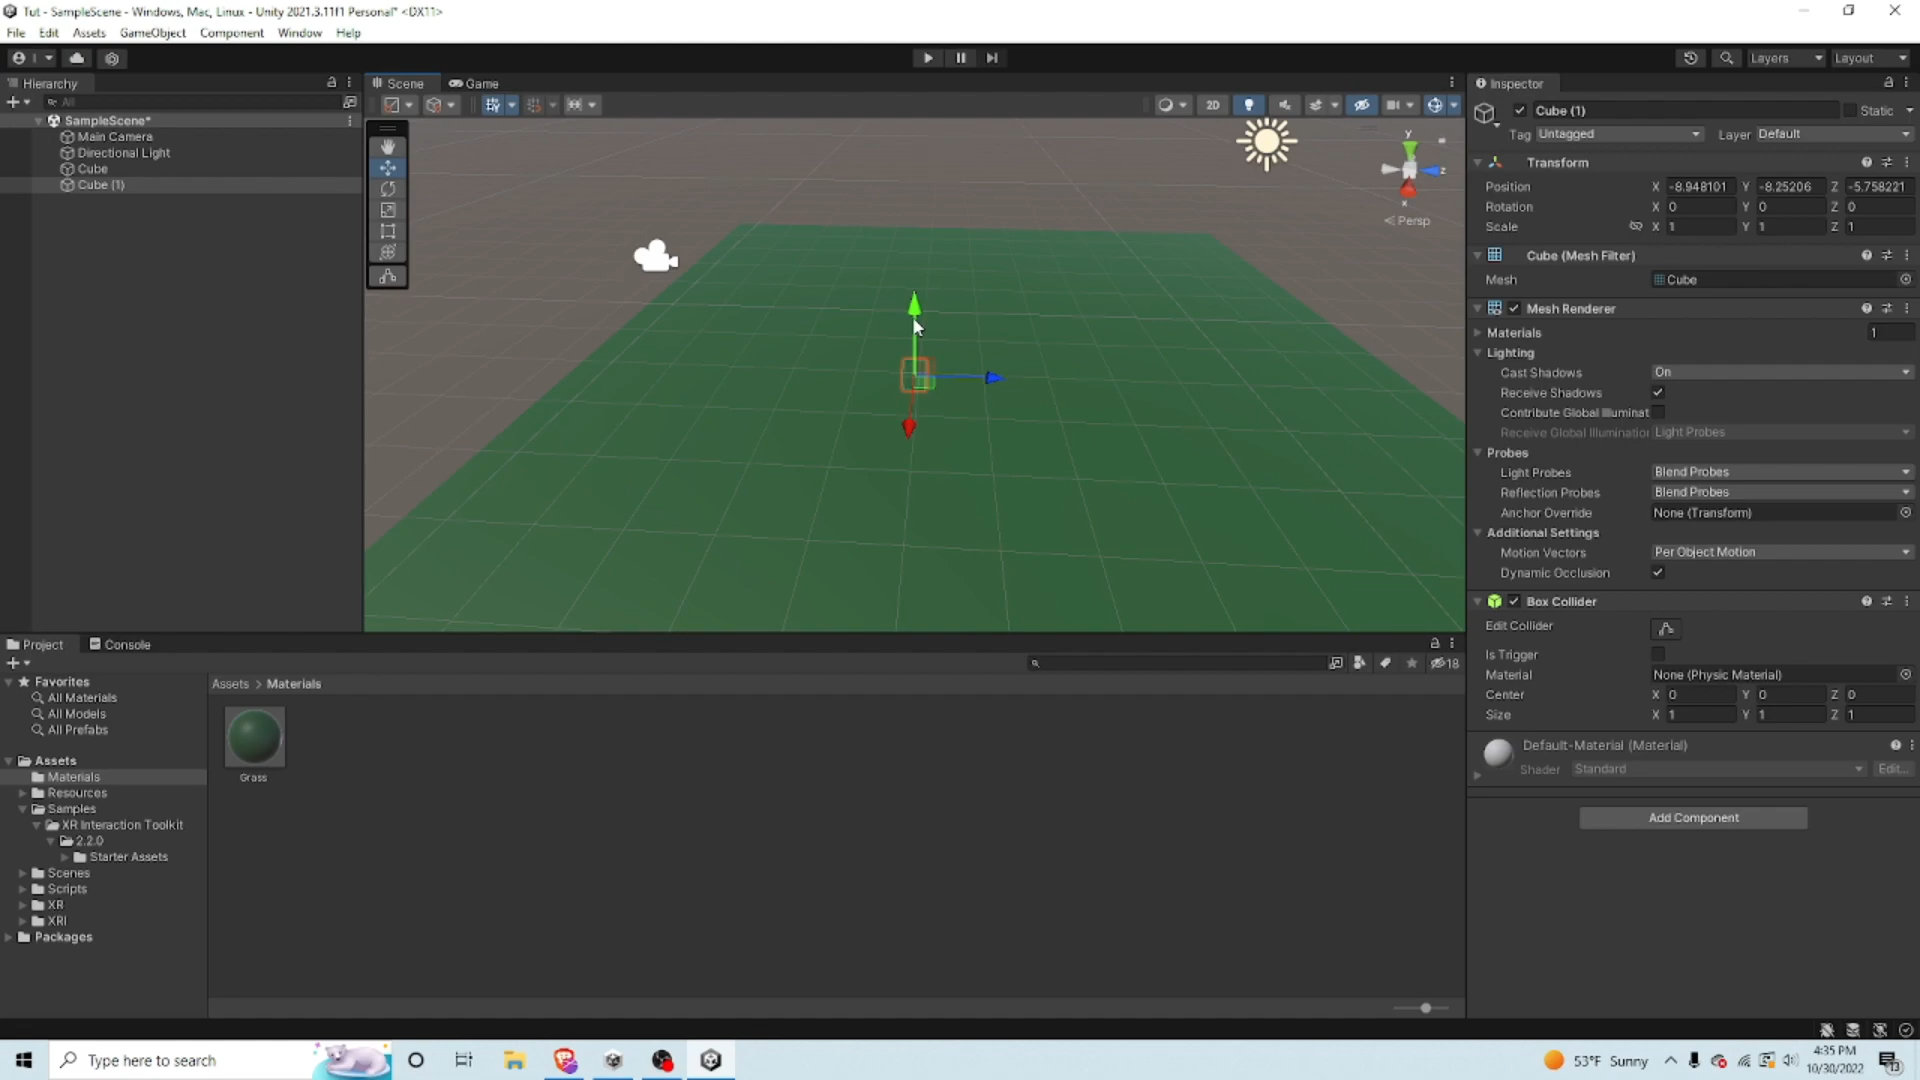 Tut - SampleScene - Windows, Mac, Linux - Unity 2021.3.11f1 Personal* <DX11>
File Edit Assets GameObject Component Window Help
Layers Layout
Hierarchy
All
SampleScene*
Main Camera
Directional Light
Cube
Cube (1)
Scene Game
2D
y
z
x
Persp
Inspector
Cube (1) Static
Tag Untagged Layer Default
Transform
Position X -8.948101 Y -8.25206 Z -5.758221
Rotation X 0 Y 0 Z 0
Scale X 1 Y 1 Z 1
Cube (Mesh Filter)
Mesh Cube
Mesh Renderer
Materials 1
Lighting
Cast Shadows On
Receive Shadows
Contribute Global Illuminat
Receive Global Illumination Light Probes
Probes
Light Probes Blend Probes
Reflection Probes Blend Probes
Anchor Override None (Transform)
Additional Settings
Motion Vectors Per Object Motion
Dynamic Occlusion
Box Collider
Edit Collider
Is Trigger
Material None (Physic Material)
Center X 0 Y 0 Z 0
Size X 1 Y 1 Z 1
Default-Material (Material)
Shader Standard Edit...
Add Component
Project Console
18
Favorites
All Materials
All Models
All Prefabs
Assets
Materials
Resources
Samples
XR Interaction Toolkit
2.2.0
Starter Assets
Scenes
Scripts
XR
XRI
Packages
Assets > Materials
Grass
Type here to search
53°F Sunny
4:35 PM
10/30/2022
13